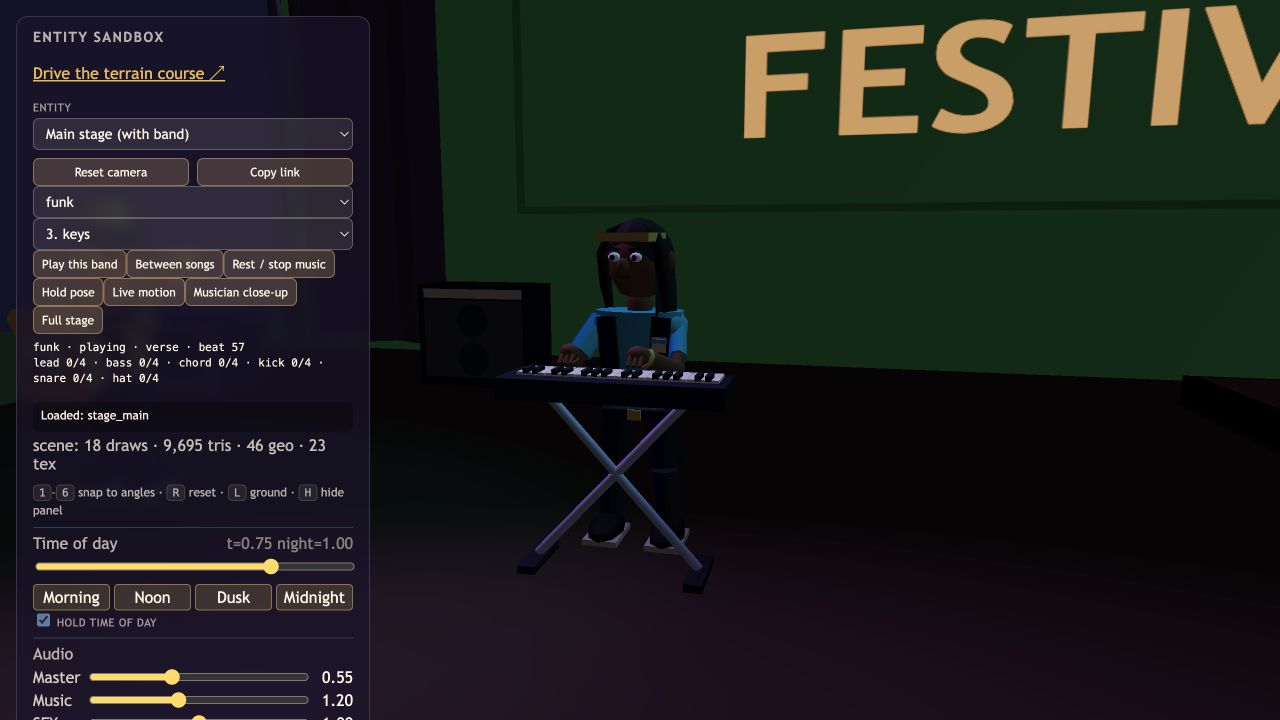 ENTITY SANDBOX
Drive the terrain course ↗
ENTITY
Main stage (with band)
Reset camera
Copy link
funk
3. keys
Play this band
Between songs
Rest / stop music
Hold pose
Live motion
Musician close-up
Full stage
funk · playing · verse · beat 57
lead 0/4 · bass 0/4 · chord 0/4 · kick 0/4 ·
snare 0/4 · hat 0/4
Loaded: stage_main
scene: 18 draws · 9,695 tris · 46 geo · 23
tex
1-6 snap to angles · R reset · L ground · H hide
panel
Time of day t=0.75 night=1.00
Morning
Noon
Dusk
Midnight
HOLD TIME OF DAY
Audio
Master 0.55
Music 1.20
FESTIV